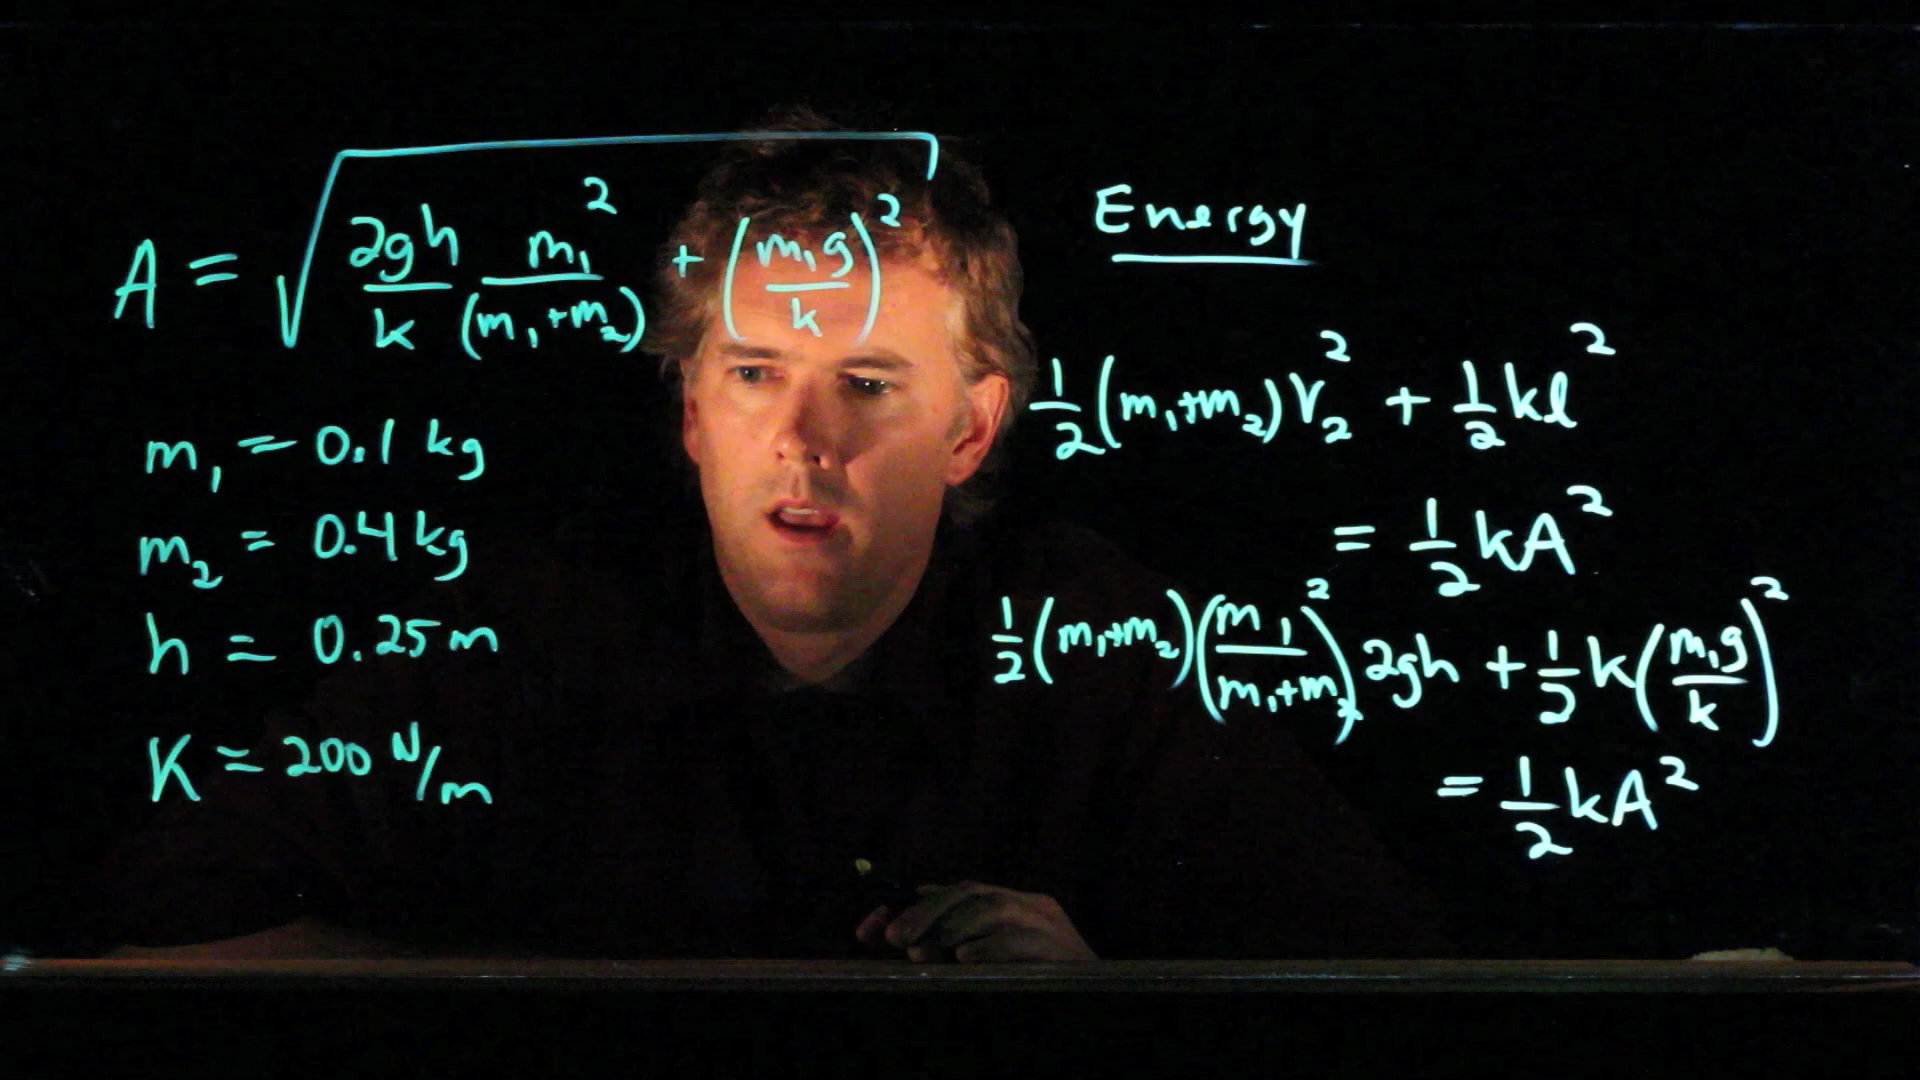 A = √(2gh/k m₁²/(m₁+m₂) + (m₁g/k)²)
m₁ = 0.1 kg
m₂ = 0.4 kg
h = 0.25 m
K = 200 N/m
Energy
1/2(m₁+m₂)V₂² + 1/2kl²
= 1/2kA²
1/2(m₁+m₂)(m₁/m₁+m₂)²2gh + 1/2k(m₁g/k)²
= 1/2kA²